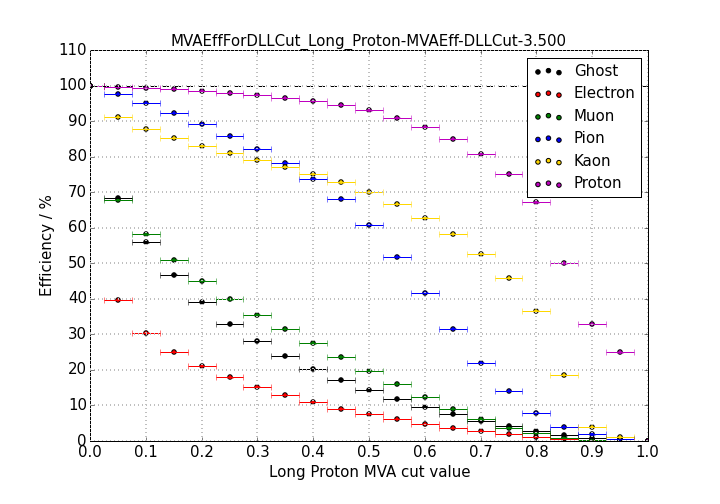 MVAEffForDLLCut_Long_Proton-MVAEff-DLLCut-3.500
110
100
90
80
70
60
50
40
30
20
10
0
Efficiency / %
Ghost
Electron
Muon
Pion
Kaon
Proton
0.0 0.1 0.2 0.3 0.4 0.5 0.6 0.7 0.8 0.9 1.0
Long Proton MVA cut value